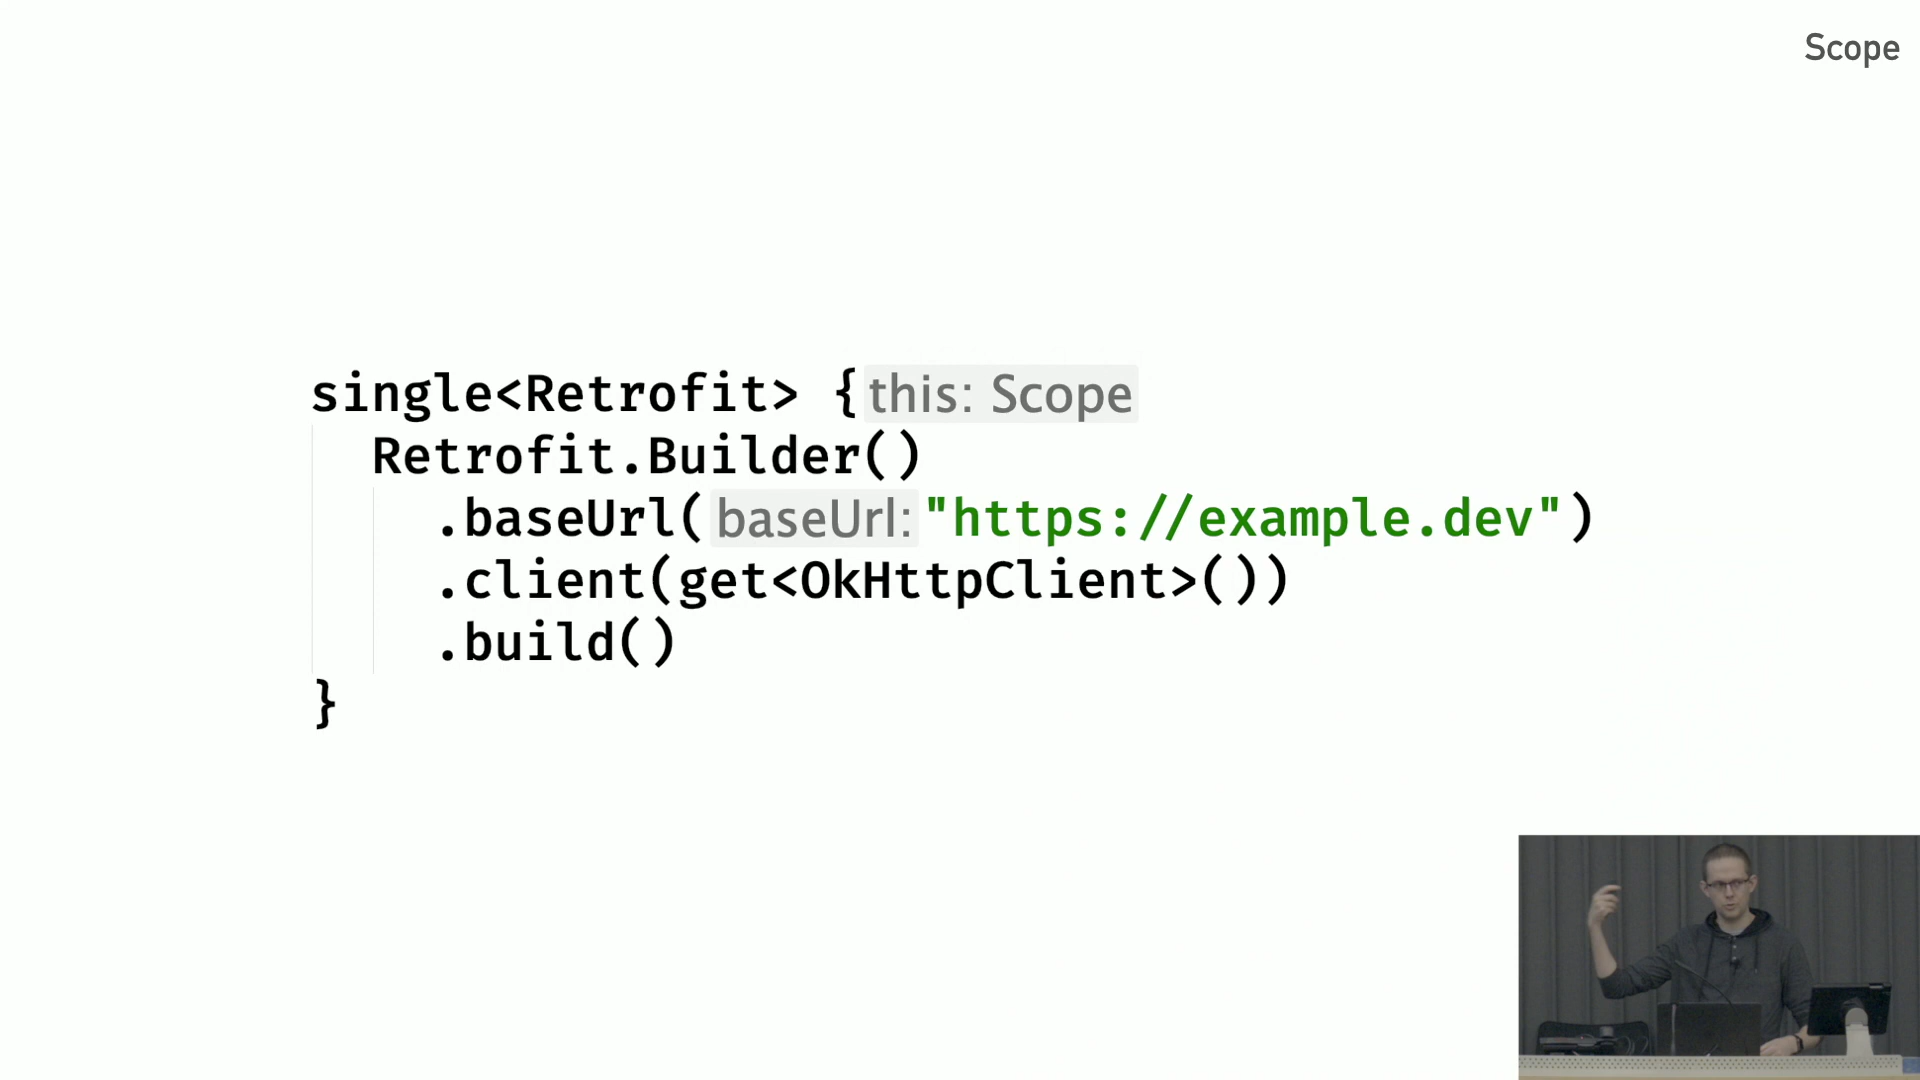 Scope
single<Retrofit> { this: Scope
Retrofit.Builder()
.baseUrl( baseUrl: "https://example.dev")
.client(get<OkHttpClient>())
.build()
}